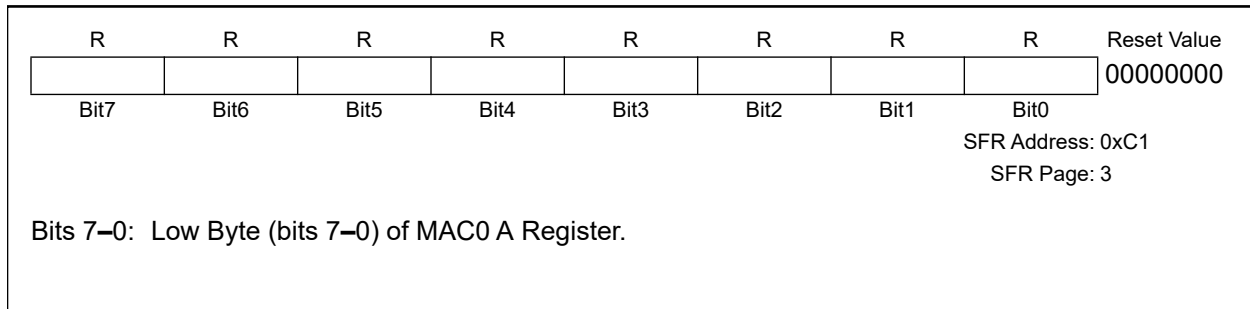 R R R R R R R R Reset Value
00000000
Bit7 Bit6 Bit5 Bit4 Bit3 Bit2 Bit1 Bit0
SFR Address: 0xC1
SFR Page: 3
Bits 7–0: Low Byte (bits 7–0) of MAC0 A Register.